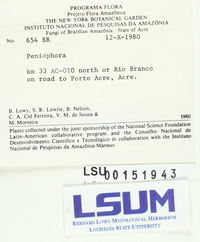 PROGRAMA FLORA
Projeto Flora Amazônica
THE NEW YORK BOTANICAL GARDEN
INSTITUTO NACIONAL DE PESQUISAS DA AMAZÔNIA
Fungi of Brazilian Amazonia - State of Acre
No. 654 BR 12-X-1980
Peniophora
km 33 AC-010 north or Rio Branco
on road to Porto Acre, Acre.
B. Lowy, S. R. Lowrie, B. Nelson,
C. A. Cid Ferreira, V. M. de Souza &
M. Morreira 1980
Plants collected under the joint sponsorship of the National Science Foundation
Latin-American collaborative program and the Conselho Nacional de
Desenvolvimento Científico e Tecnológico in collaboration with the Instituto
Nacional de Pesquisas da Amazônia-Manaus.
LSU00151943
LSUM
BERNARD LOWY MYCOLOGICAL HERBARIUM
LOUISIANA STATE UNIVERSITY